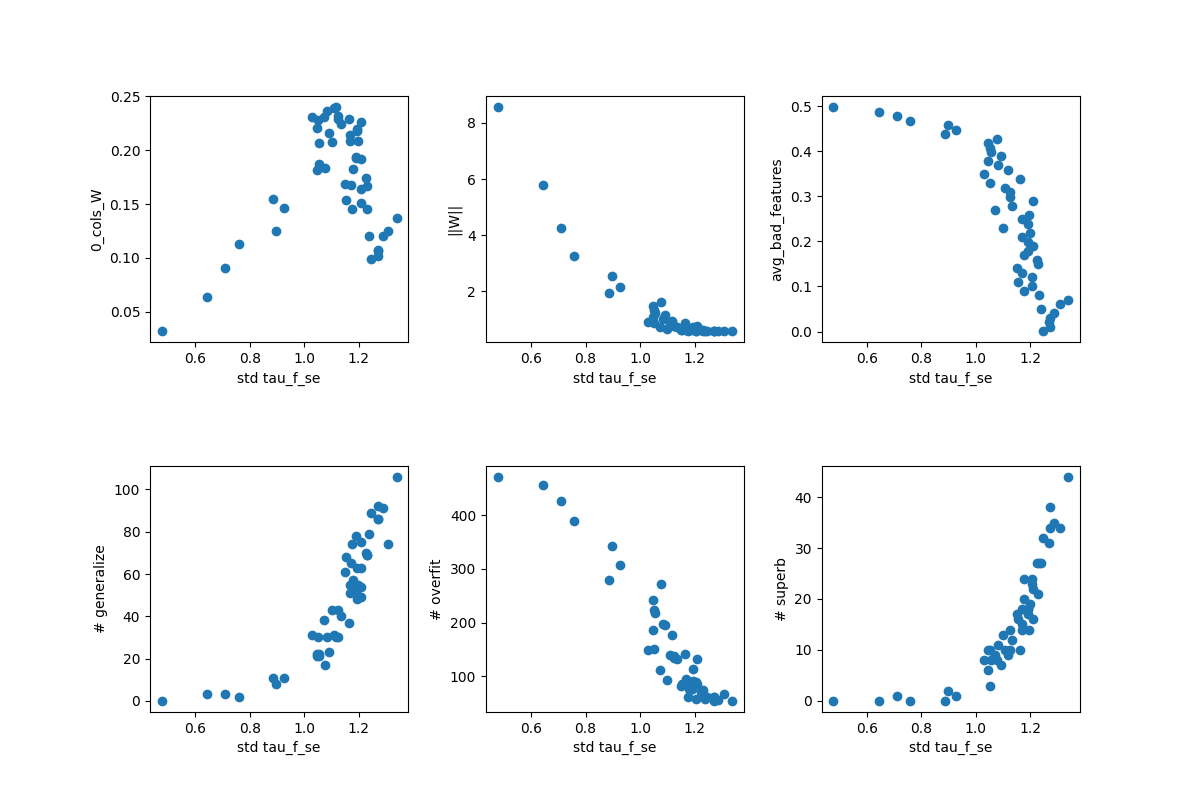 0.25
0.20
0.15
0.10
0.05
0_cols_W
0.6 0.8 1.0 1.2
std tau_f_se
8
6
4
2
||W||
0.6 0.8 1.0 1.2
std tau_f_se
0.5
0.4
0.3
0.2
0.1
0.0
avg_bad_features
0.6 0.8 1.0 1.2
std tau_f_se
100
80
60
40
20
0
# generalize
0.6 0.8 1.0 1.2
std tau_f_se
400
300
200
100
# overfit
0.6 0.8 1.0 1.2
std tau_f_se
40
30
20
10
0
# superb
0.6 0.8 1.0 1.2
std tau_f_se